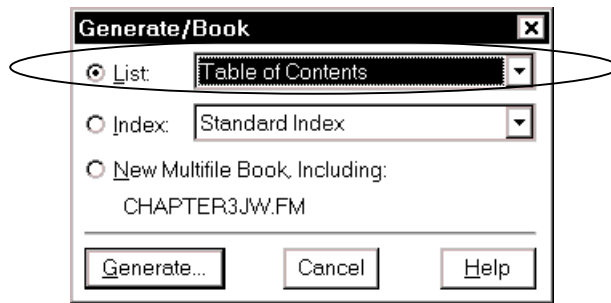 Generate/Book
List: Table of Contents
Index: Standard Index
New Multifile Book, Including:
CHAPTER3JW.FM
Generate... Cancel Help